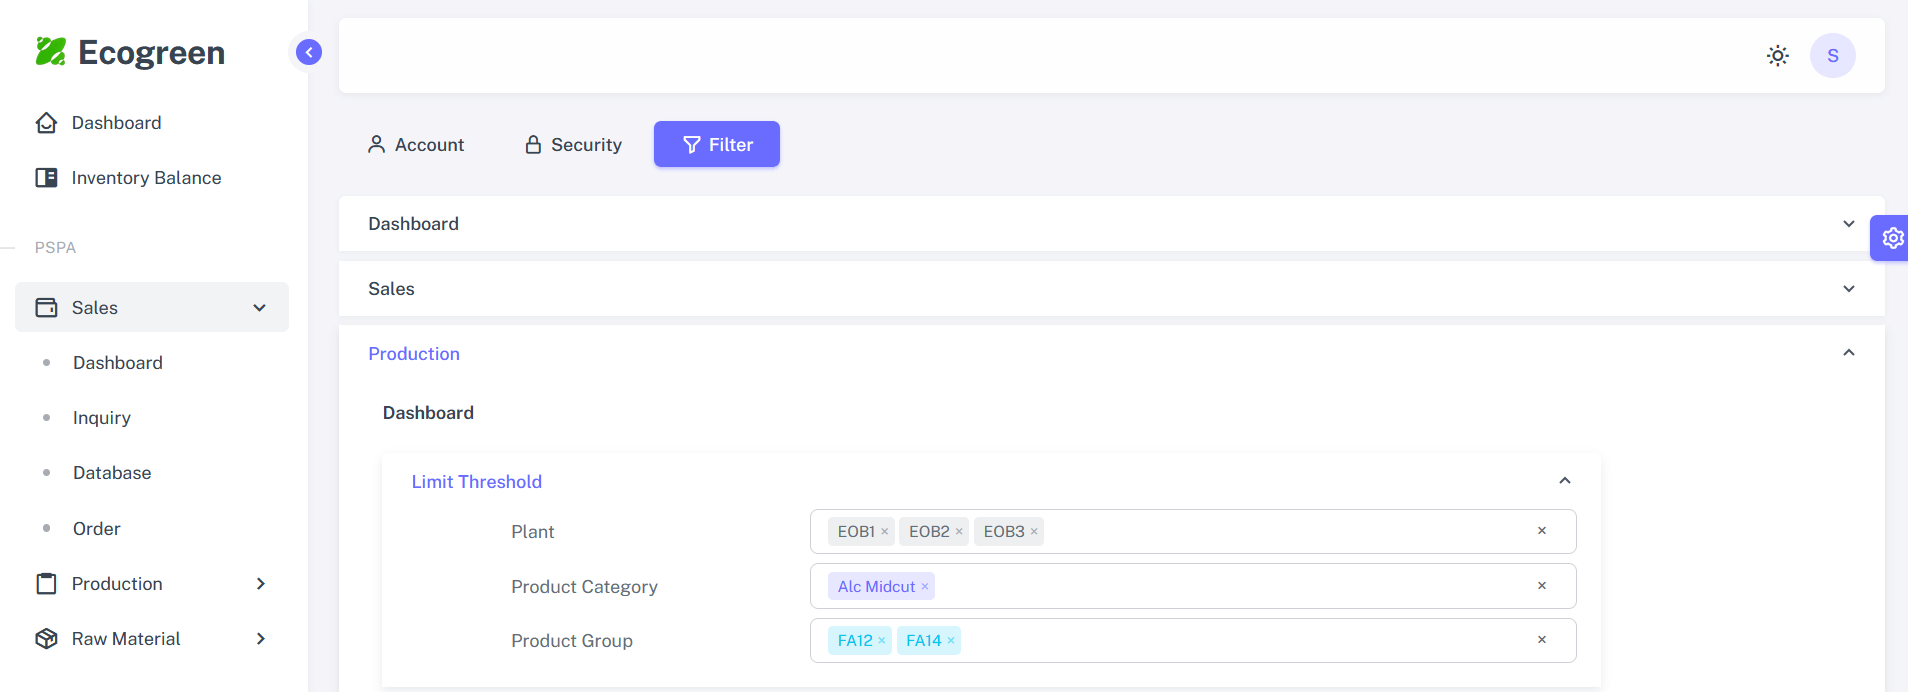 Ecogreen
Dashboard
Inventory Balance
PSPA
Sales
Dashboard
Inquiry
Database
Order
Production
Raw Material
S
Account
Security
Filter
Dashboard
Sales
Production
Dashboard
Limit Threshold
Plant
EOB1 × EOB2 × EOB3 ×
×
Product Category
Alc Midcut ×
×
Product Group
FA12 × FA14 ×
×